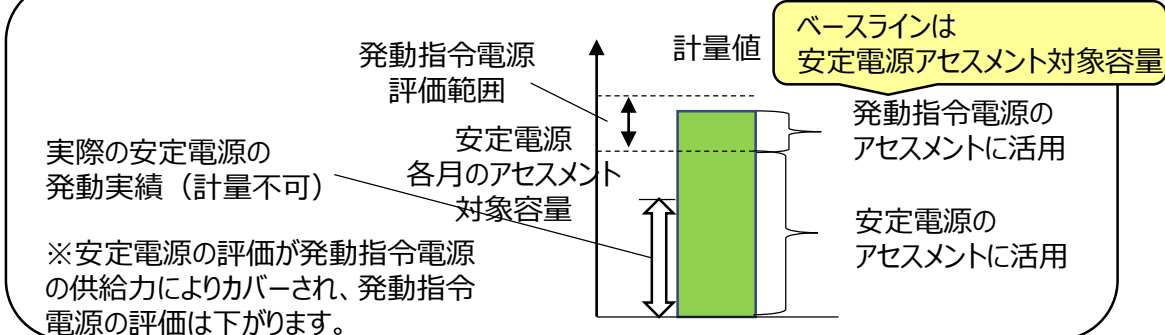 ベースラインは
安定電源アセスメント対象容量
計量値
発動指令電源
評価範囲
発動指令電源の
アセスメントに活用
安定電源
各月のアセスメント
対象容量
実際の安定電源の
発動実績（計量不可）
安定電源の
アセスメントに活用
※安定電源の評価が発動指令電源
の供給力によりカバーされ、発動指令
電源の評価は下がります。